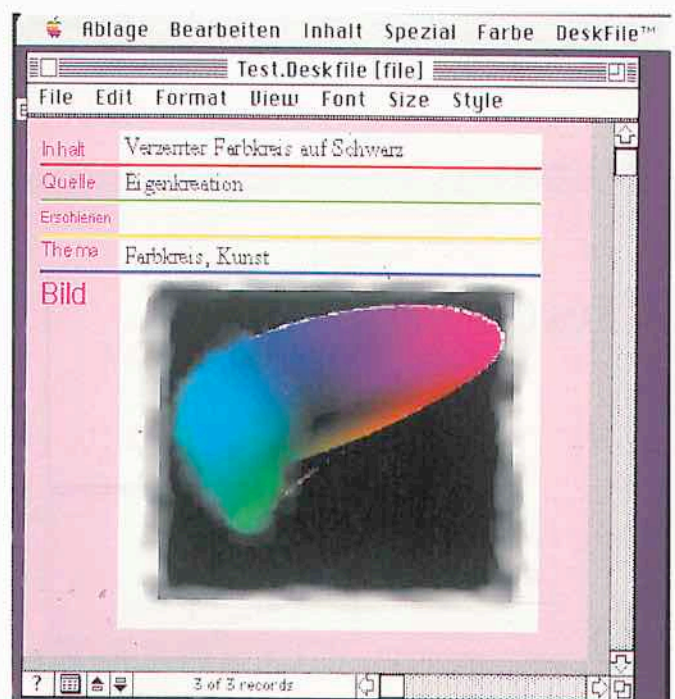 Ablage Bearbeiten Inhalt Spezial Farbe DeskFile™
Test.Deskfile [file]
File Edit Format View Font Size Style
Inhalt Verzerrter Farbkreis auf Schwarz
Quelle Eigenkreation
Erschienen
Thema Farbkreis, Kunst
Bild
? 3 of 3 records